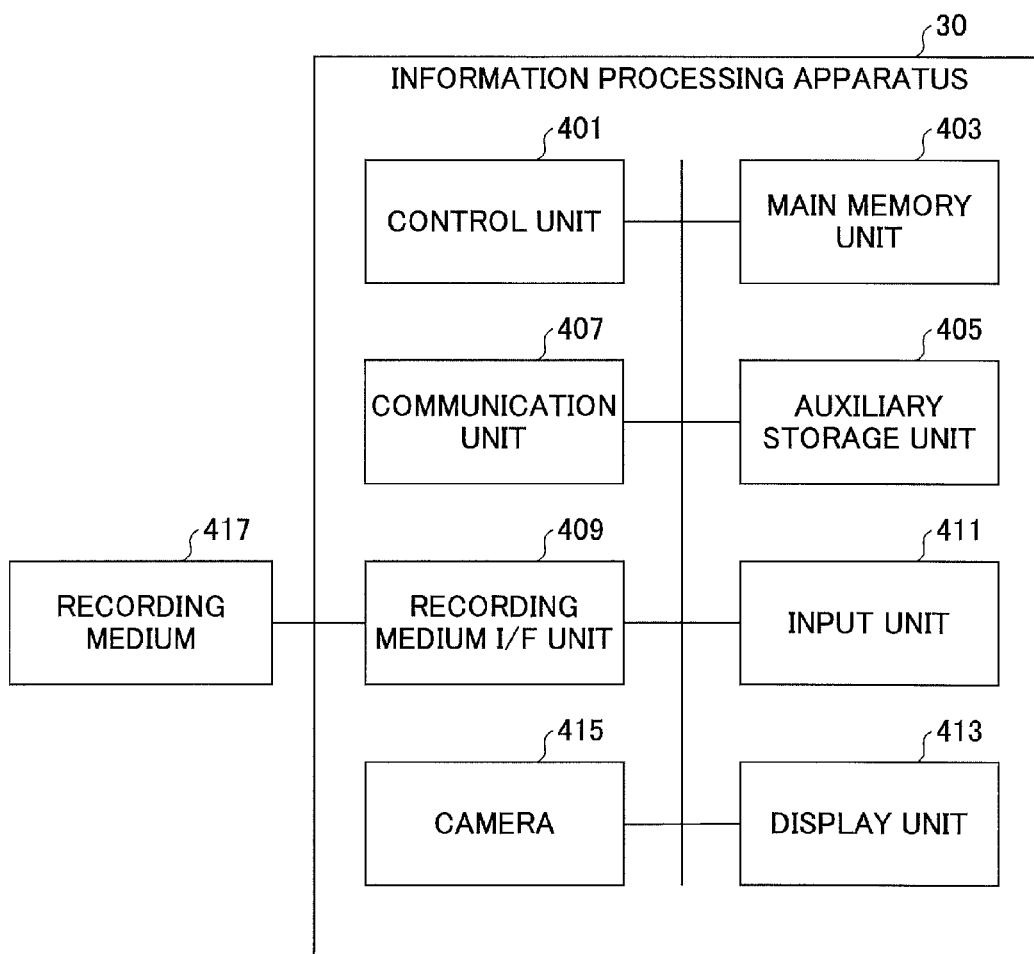 30
INFORMATION PROCESSING APPARATUS
401
CONTROL UNIT
403
MAIN MEMORY
UNIT
407
COMMUNICATION
UNIT
405
AUXILIARY
STORAGE UNIT
417
RECORDING
MEDIUM
409
RECORDING
MEDIUM I/F UNIT
411
INPUT UNIT
415
CAMERA
413
DISPLAY UNIT